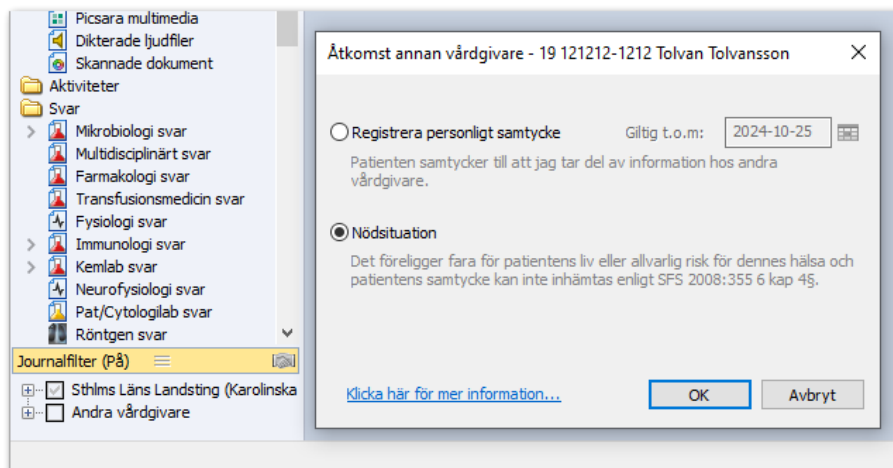 Picsara multimedia
Dikterade ljudfiler
Skannade dokument
Aktiviteter
Svar
Mikrobiologi svar
Multidisciplinärt svar
Farmakologi svar
Transfusionsmedicin svar
Fysiologi svar
Immunologi svar
Kemlab svar
Neurofysiologi svar
Pat/Cytologilab svar
Röntgen svar
Journalfilter (På)
Sthlms Läns Landsting (Karolinska
Andra vårdgivare
Åtkomst annan vårdgivare - 19 121212-1212 Tolvan Tolvansson
Registrera personligt samtycke Giltig t.o.m: 2024-10-25
Patienten samtycker till att jag tar del av information hos andra
vårdgivare.
Nödsituation
Det föreligger fara för patientens liv eller allvarlig risk för dennes hälsa och
patientens samtycke kan inte inhämtas enligt SFS 2008:355 6 kap 4§.
Klicka här för mer information...
OK
Avbryt